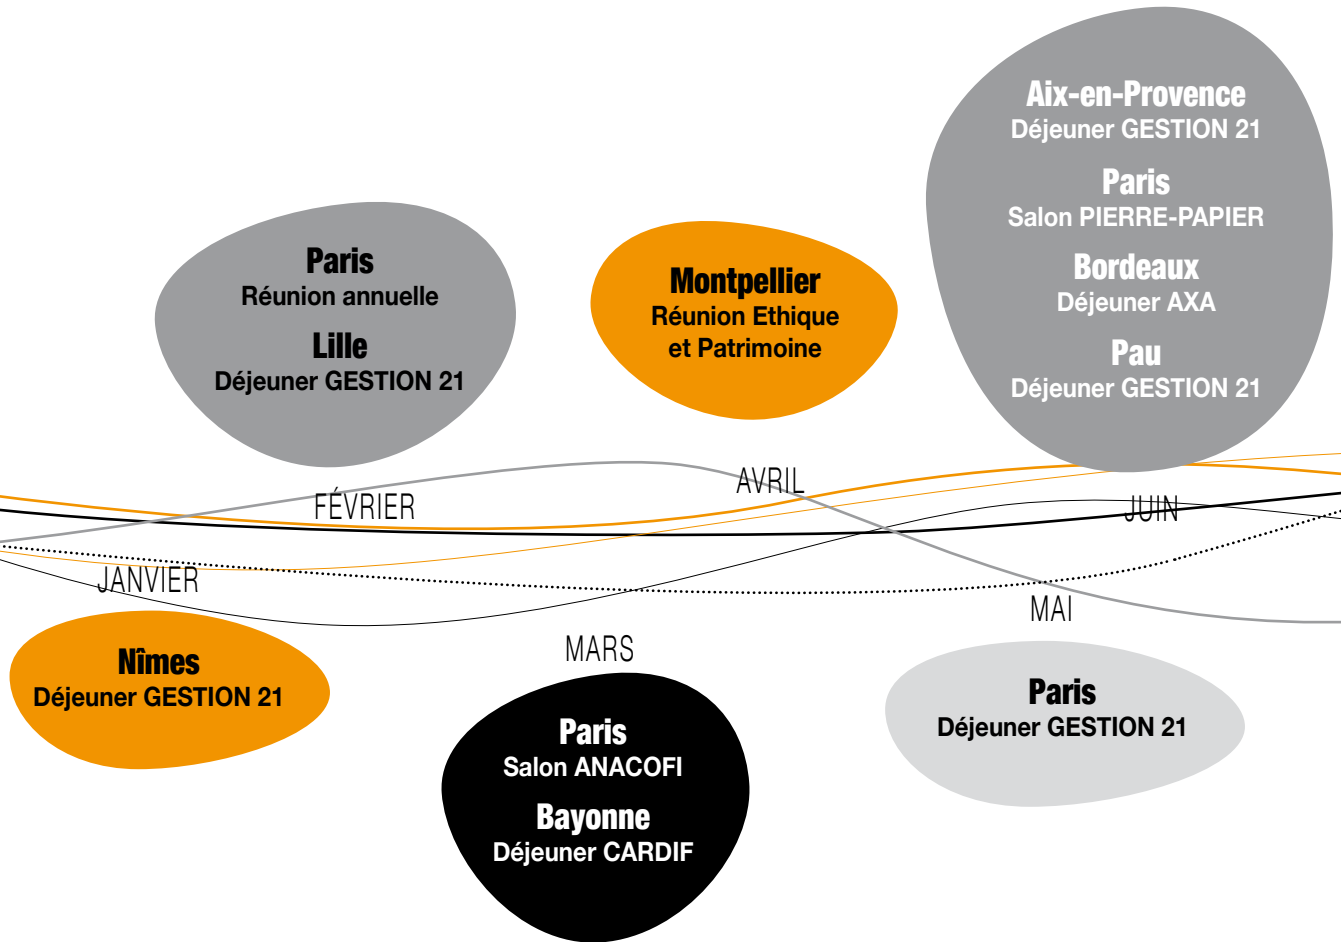 JANVIER
Nîmes
Déjeuner GESTION 21
FÉVRIER
Paris
Réunion annuelle
Lille
Déjeuner GESTION 21
MARS
Paris
Salon ANACOFI
Bayonne
Déjeuner CARDIF
AVRIL
Montpellier
Réunion Ethique
et Patrimoine
MAI
Paris
Déjeuner GESTION 21
JUIN
Aix-en-Provence
Déjeuner GESTION 21
Paris
Salon PIERRE-PAPIER
Bordeaux
Déjeuner AXA
Pau
Déjeuner GESTION 21